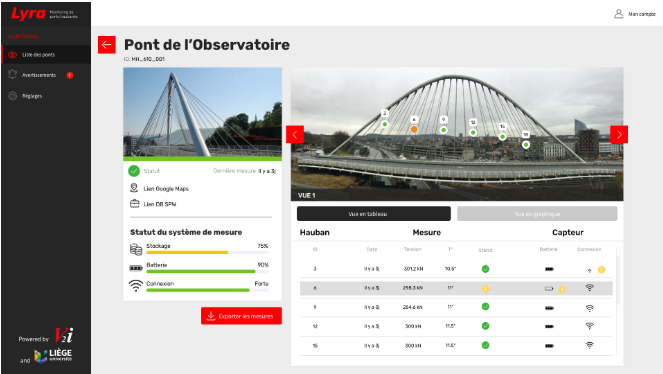 Lyra Monitoring de ponts haubanés
Mon compte
Liste des ponts
Avertissements
Réglages
Pont de l'Observatoire
ID: MH_610_D01
Statut Dernière mesure Il y a 3j
Lien Google Maps
Lien DB SPW
Statut du système de mesure
Stockage 75%
Batterie 90%
Connexion Forte
Exporter les mesures
3 6 9 12 15 18
VUE 1
Vue en tableau Vue en graphique
Hauban Mesure Capteur
ID Date Tension T° Statut Batterie Connexion
3 Il y a 3j 301.2 kN 10.5°
6 Il y a 3j 298.3 kN 11°
9 Il y a 3j 284.6 kN 11°
12 Il y a 3j 300 kN 11.5°
15 Il y a 3j 300 kN 11.5°
Powered by V2i
and LIÈGE université